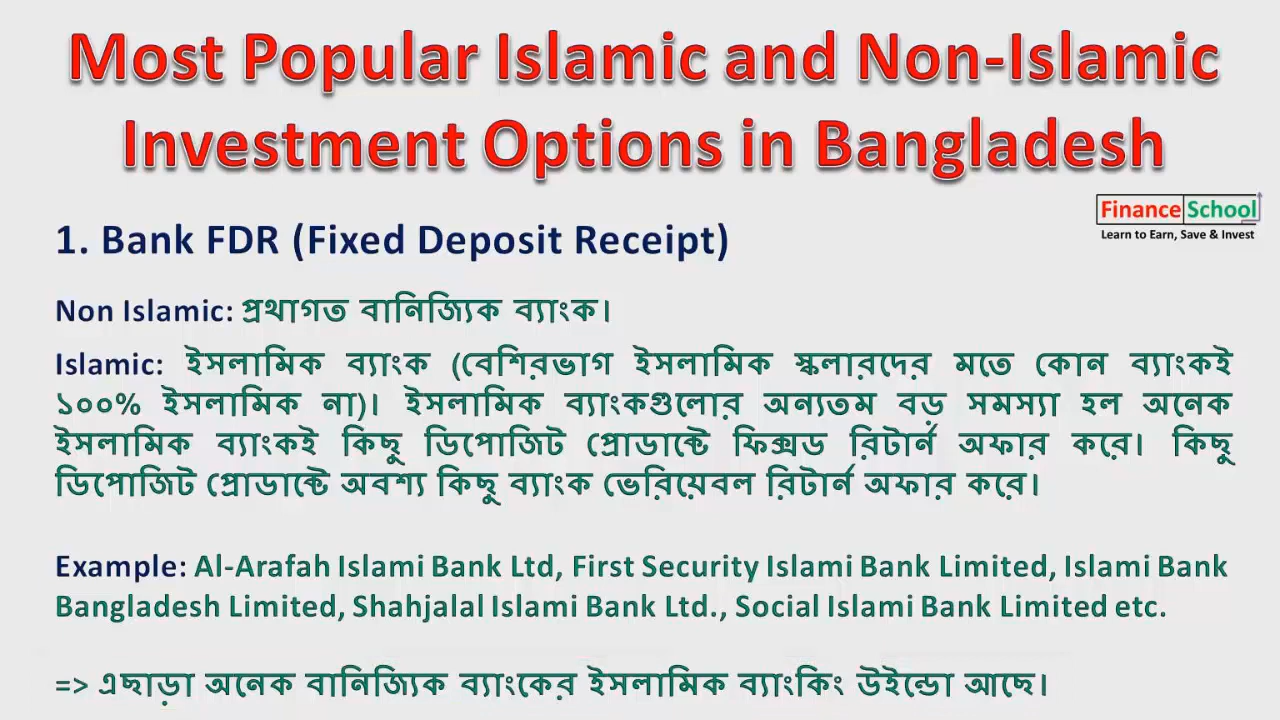 Most Popular Islamic and Non-Islamic
Investment Options in Bangladesh
Finance School
Learn to Earn, Save & Invest
1. Bank FDR (Fixed Deposit Receipt)
Non Islamic: প্রথাগত বানিজ্যিক ব্যাংক।
Islamic: ইসলামিক ব্যাংক (বেশিরভাগ ইসলামিক স্কলারদের মতে কোন ব্যাংকই
১০০% ইসলামিক না)। ইসলামিক ব্যাংকগুলোর অন্যতম বড় সমস্যা হল অনেক
ইসলামিক ব্যাংকই কিছু ডিপোজিট প্রোডাক্টে ফিক্সড রিটার্ন অফার করে। কিছু
ডিপোজিট প্রোডাক্টে অবশ্য কিছু ব্যাংক ভেরিয়েবল রিটার্ন অফার করে।
Example: Al-Arafah Islami Bank Ltd, First Security Islami Bank Limited, Islami Bank
Bangladesh Limited, Shahjalal Islami Bank Ltd., Social Islami Bank Limited etc.
=> এছাড়া অনেক বানিজ্যিক ব্যাংকের ইসলামিক ব্যাংকিং উইন্ডো আছে।